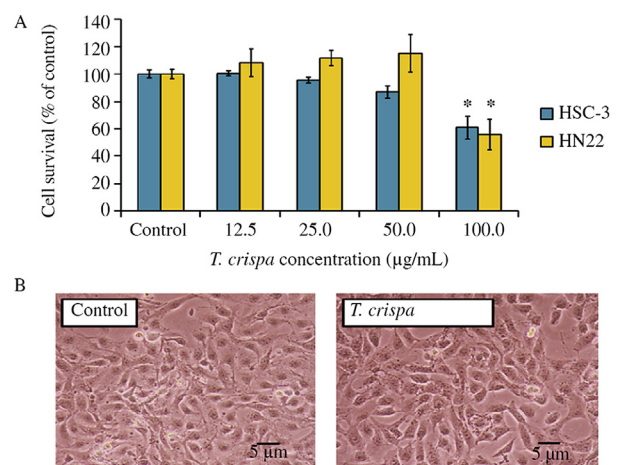 A
Cell survival (% of control)
140
120
100
80
60
40
20
0
* *
HSC-3
HN22
Control 12.5 25.0 50.0 100.0
T. crispa concentration (µg/mL)
B
Control
T. crispa
5 µm
5 µm